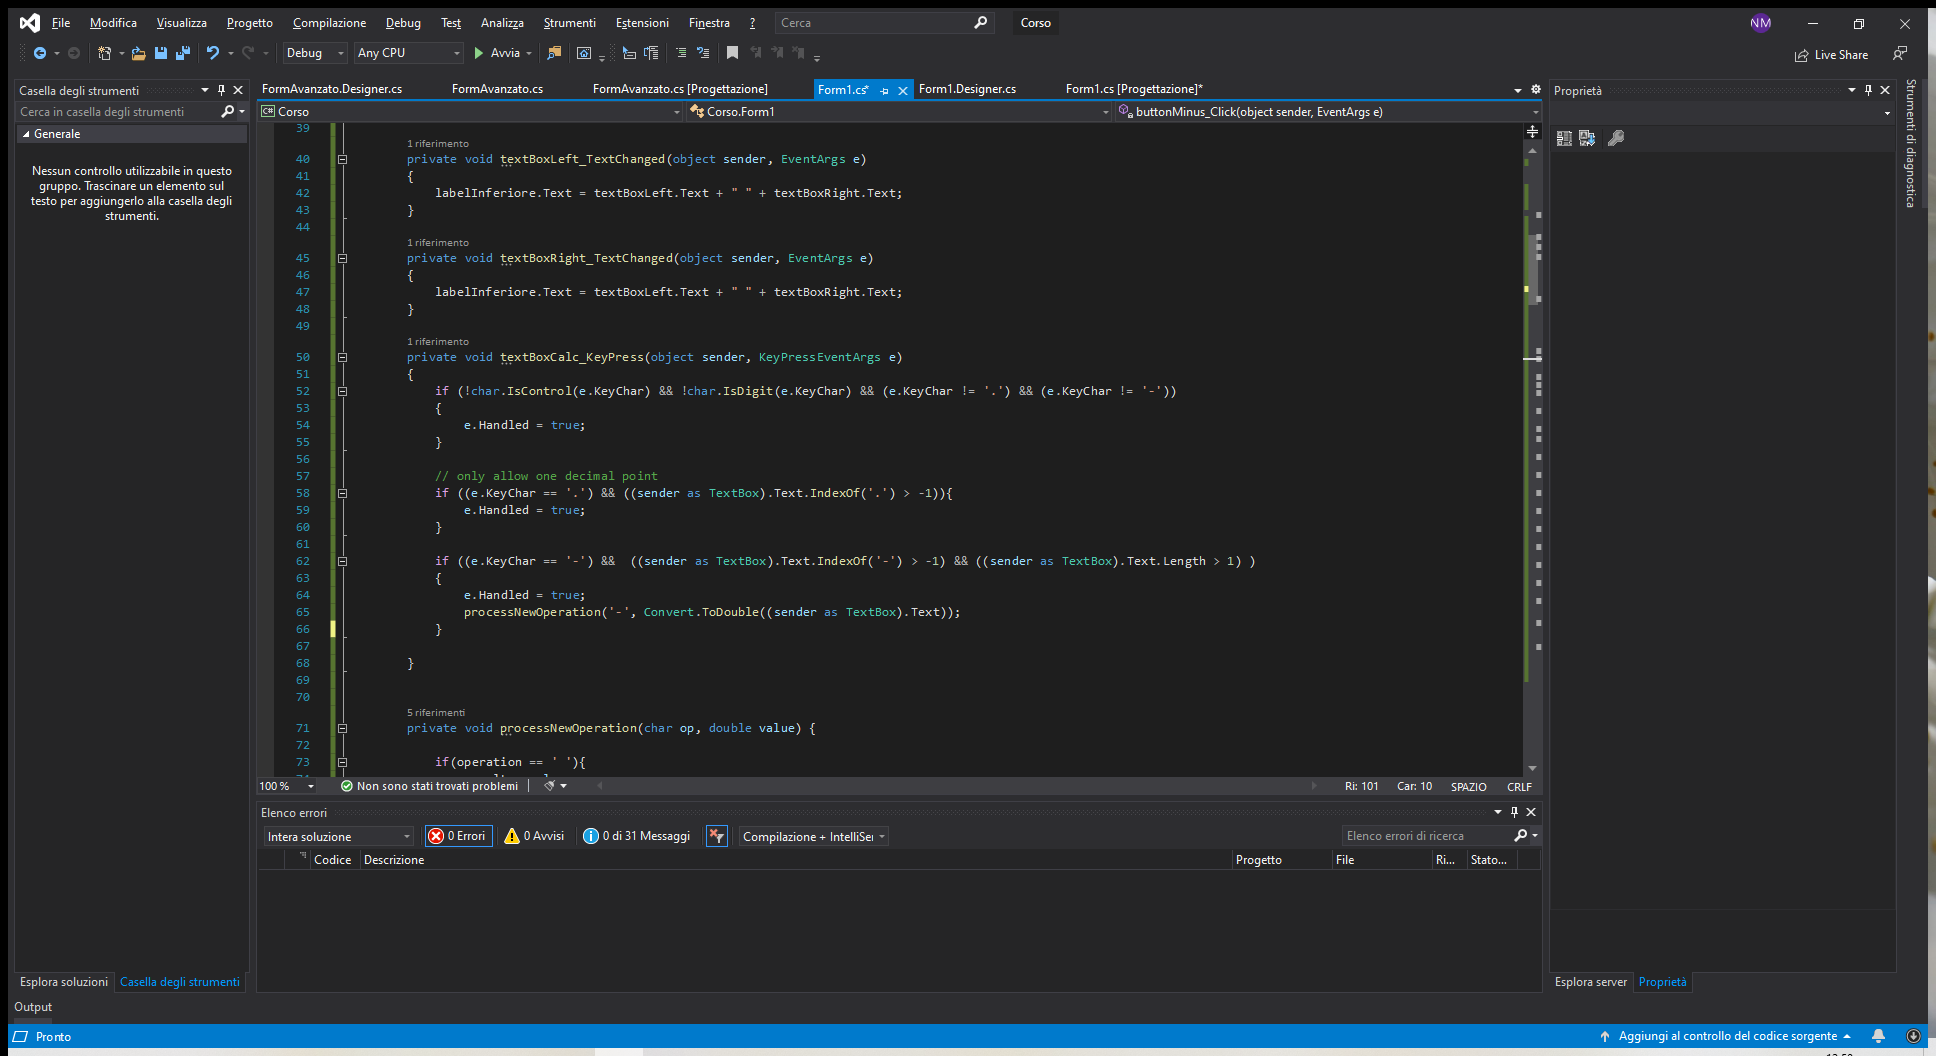 File Modifica Visualizza Progetto Compilazione Debug Test Analizza Strumenti Estensioni Finestra ? Cerca Corso NM
Debug Any CPU Avvia Live Share
Casella degli strumenti
Cerca in casella degli strumenti
Generale
Nessun controllo utilizzabile in questo
gruppo. Trascinare un elemento sul
testo per aggiungerlo alla casella degli
strumenti.
FormAvanzato.Designer.cs FormAvanzato.cs FormAvanzato.cs [Progettazione] Form1.cs* Form1.Designer.cs Form1.cs [Progettazione]*
C# Corso Corso.Form1 buttonMinus_Click(object sender, EventArgs e)
39
1 riferimento
40 private void textBoxLeft_TextChanged(object sender, EventArgs e)
41 {
42 labelInferiore.Text = textBoxLeft.Text + " " + textBoxRight.Text;
43 }
44
1 riferimento
45 private void textBoxRight_TextChanged(object sender, EventArgs e)
46 {
47 labelInferiore.Text = textBoxLeft.Text + " " + textBoxRight.Text;
48 }
49
1 riferimento
50 private void textBoxCalc_KeyPress(object sender, KeyPressEventArgs e)
51 {
52 if (!char.IsControl(e.KeyChar) && !char.IsDigit(e.KeyChar) && (e.KeyChar != '.') && (e.KeyChar != '-'))
53 {
54 e.Handled = true;
55 }
56
57 // only allow one decimal point
58 if ((e.KeyChar == '.') && ((sender as TextBox).Text.IndexOf('.') > -1)){
59 e.Handled = true;
60 }
61
62 if ((e.KeyChar == '-') &&  ((sender as TextBox).Text.IndexOf('-') > -1) && ((sender as TextBox).Text.Length > 1) )
63 {
64 e.Handled = true;
65 processNewOperation('-', Convert.ToDouble((sender as TextBox).Text));
66 }
67
68 }
69
70
5 riferimenti
71 private void processNewOperation(char op, double value) {
72
73 if(operation == ' '){
100 % Non sono stati trovati problemi Ri: 101 Car: 10 SPAZIO CRLF
Elenco errori
Intera soluzione 0 Errori 0 Avvisi 0 di 31 Messaggi Compilazione + IntelliSe Elenco errori di ricerca
Codice Descrizione Progetto File Ri... Stato...
Proprietà
Strumenti di diagnostica
Esplora soluzioni Casella degli strumenti
Esplora server Proprietà
Output
Pronto Aggiungi al controllo del codice sorgente